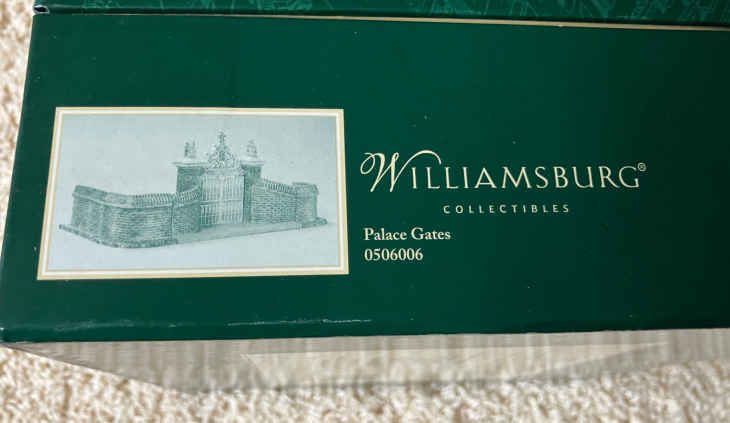 WILLIAMSBURG®
COLLECTIBLES
Palace Gates
0506006